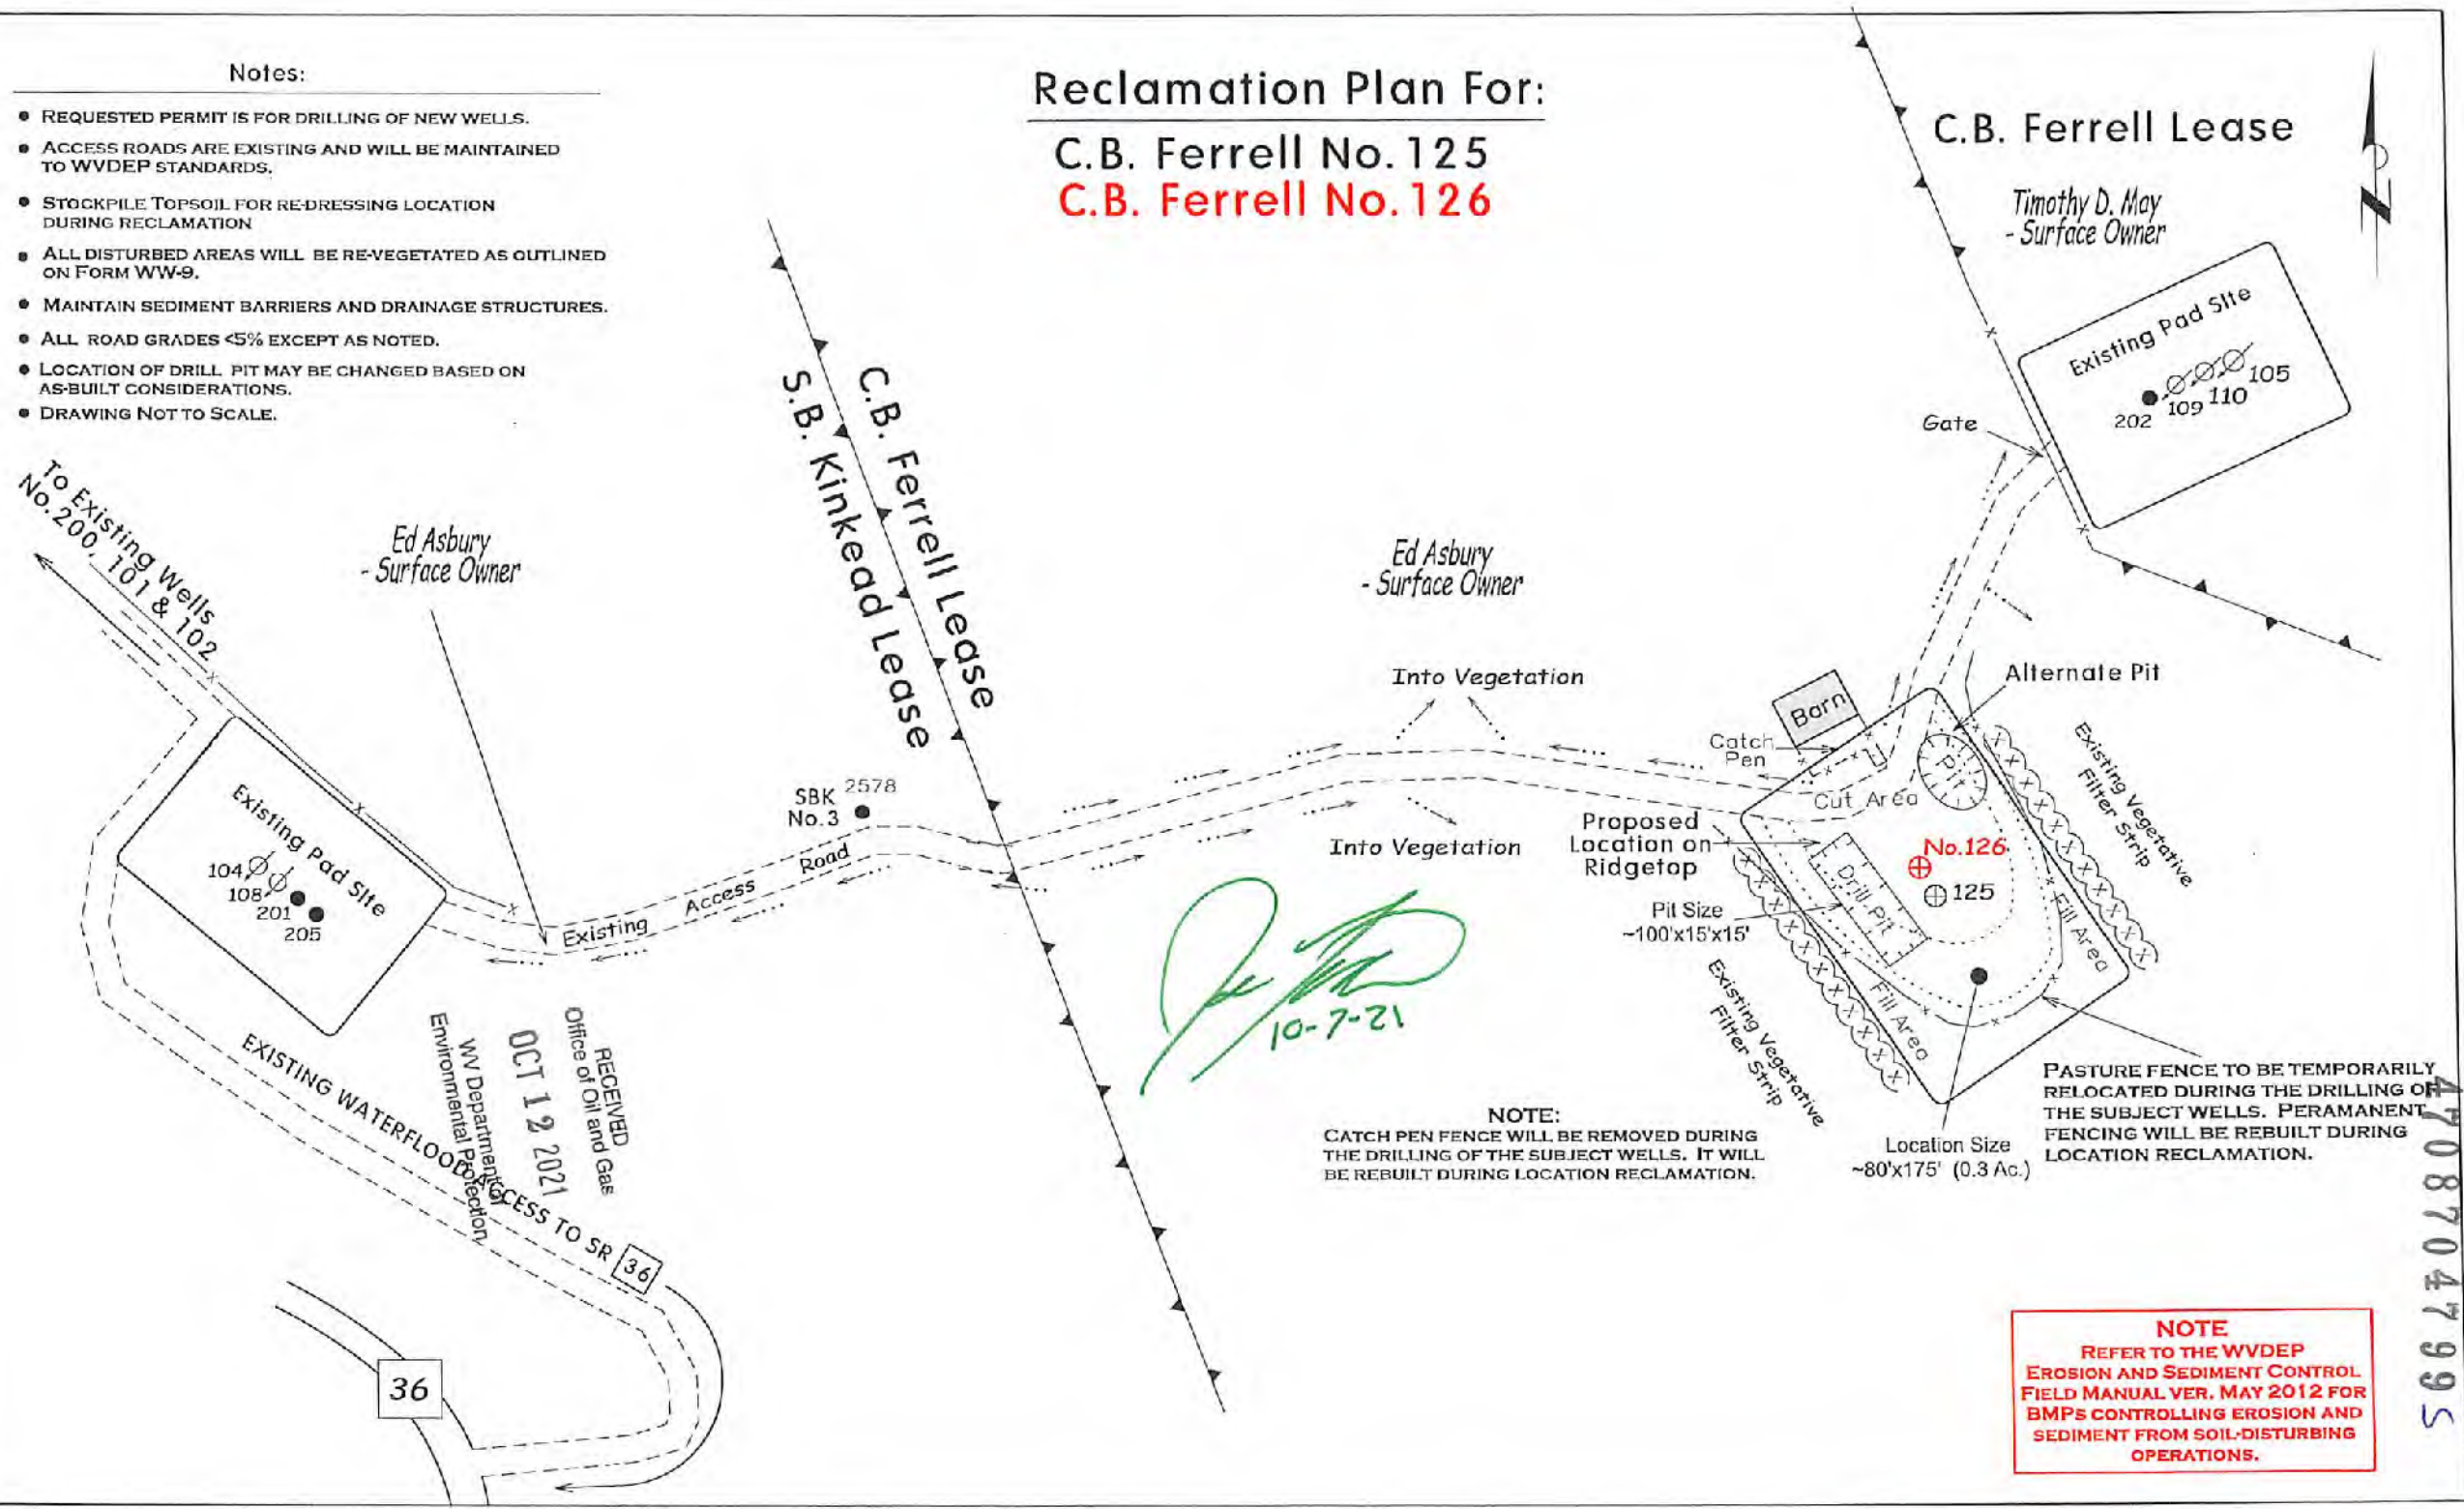 Notes:
• REQUESTED PERMIT IS FOR DRILLING OF NEW WELLS.
• ACCESS ROADS ARE EXISTING AND WILL BE MAINTAINED
TO WVDEP STANDARDS.
• STOCKPILE TOPSOIL FOR RE-DRESSING LOCATION
DURING RECLAMATION
• ALL DISTURBED AREAS WILL BE RE-VEGETATED AS OUTLINED
ON FORM WW-9.
• MAINTAIN SEDIMENT BARRIERS AND DRAINAGE STRUCTURES.
• ALL ROAD GRADES <5% EXCEPT AS NOTED.
• LOCATION OF DRILL PIT MAY BE CHANGED BASED ON
AS-BUILT CONSIDERATIONS.
• DRAWING NOT TO SCALE.
Reclamation Plan For:
C.B. Ferrell No. 125
C.B. Ferrell No. 126
C.B. Ferrell Lease
Timothy D. May
- Surface Owner
Existing Pad Site
105
110
109
202
Gate
C.B. Ferrell Lease
S.B. Kinkead Lease
To Existing Wells
No. 200, 101 & 102
Ed Asbury
- Surface Owner
Ed Asbury
- Surface Owner
Into Vegetation
Into Vegetation
Alternate Pit
Barn
Catch
Pen
Pit
Cut Area
Existing Vegetative
Filter Strip
Proposed
Location on
Ridgetop
No.126
125
Drill Pit
Pit Size
~100'x15'x15'
Fill Area
Fill Area
Existing Vegetative
Filter Strip
SBK
No.3
2578
Existing Access Road
Existing Pad Site
104
108
201
205
EXISTING WATERFLOOD ACCESS TO SR 36
36
RECEIVED
Office of Oil and Gas
OCT 12 2021
WV Department of
Environmental Protection
10-7-21
NOTE:
CATCH PEN FENCE WILL BE REMOVED DURING
THE DRILLING OF THE SUBJECT WELLS. IT WILL
BE REBUILT DURING LOCATION RECLAMATION.
Location Size
~80'x175' (0.3 Ac.)
PASTURE FENCE TO BE TEMPORARILY
RELOCATED DURING THE DRILLING OF
THE SUBJECT WELLS. PERAMANENT
FENCING WILL BE REBUILT DURING
LOCATION RECLAMATION.
NOTE
REFER TO THE WVDEP
EROSION AND SEDIMENT CONTROL
FIELD MANUAL VER. MAY 2012 FOR
BMPS CONTROLLING EROSION AND
SEDIMENT FROM SOIL-DISTURBING
OPERATIONS.
4708704799S